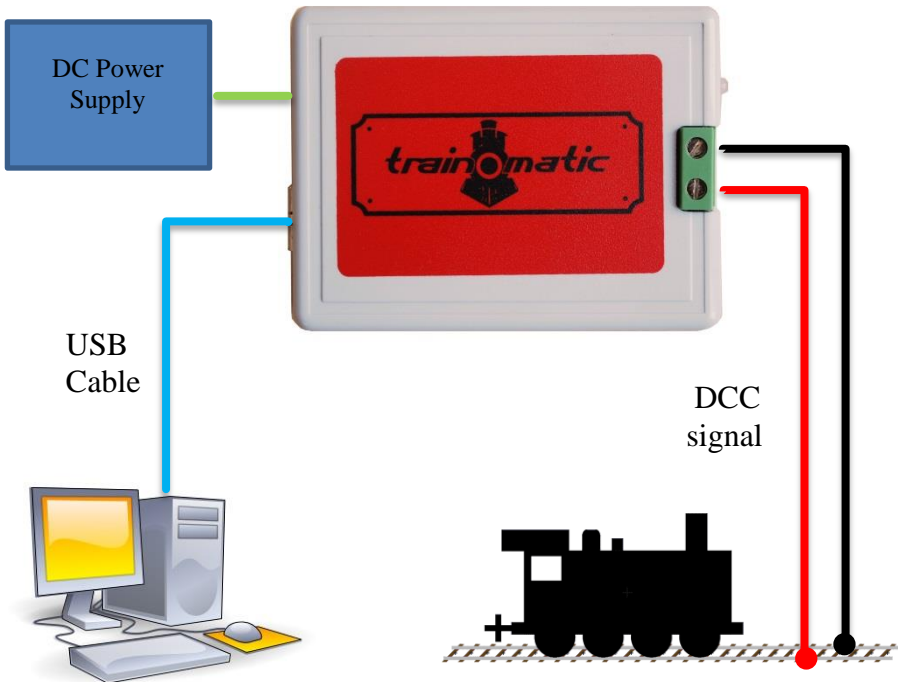 DC Power
Supply
trainomatic
USB
Cable
DCC
signal